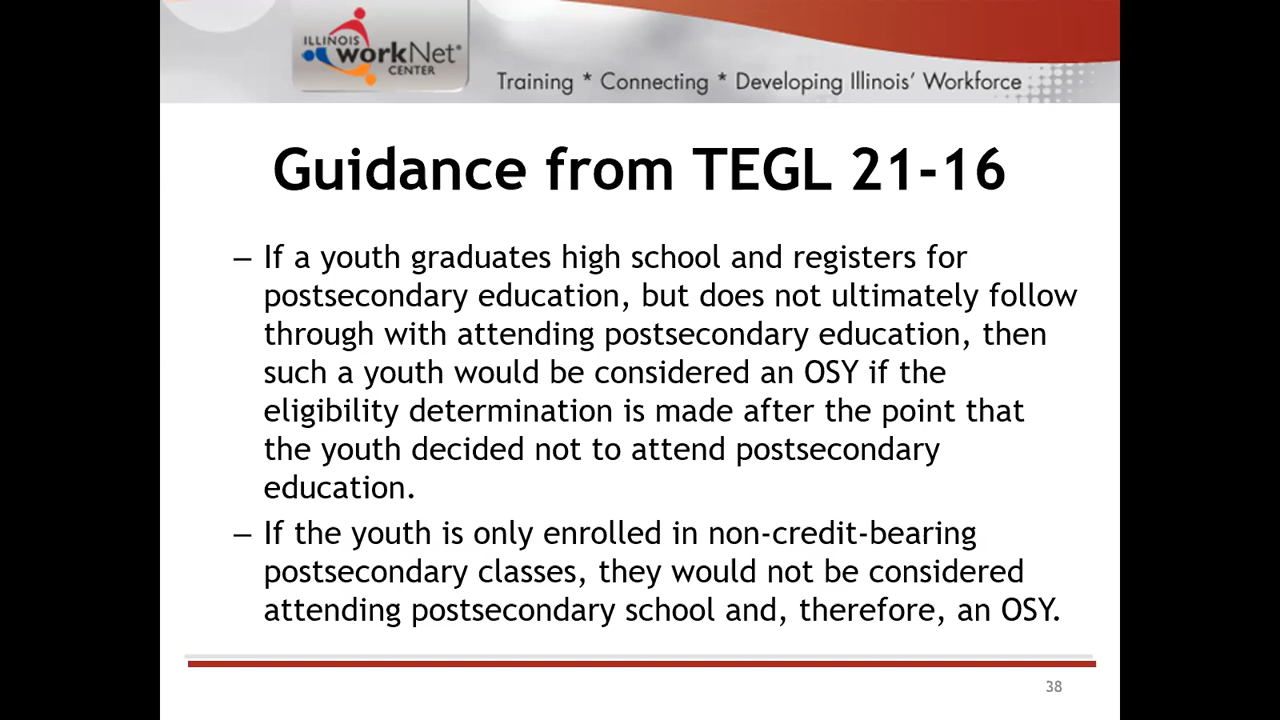 ILLINOIS
workNet®
CENTER
Training * Connecting * Developing Illinois’ Workforce
Guidance from TEGL 21-16
– If a youth graduates high school and registers for
postsecondary education, but does not ultimately follow
through with attending postsecondary education, then
such a youth would be considered an OSY if the
eligibility determination is made after the point that
the youth decided not to attend postsecondary
education.
– If the youth is only enrolled in non-credit-bearing
postsecondary classes, they would not be considered
attending postsecondary school and, therefore, an OSY.
38